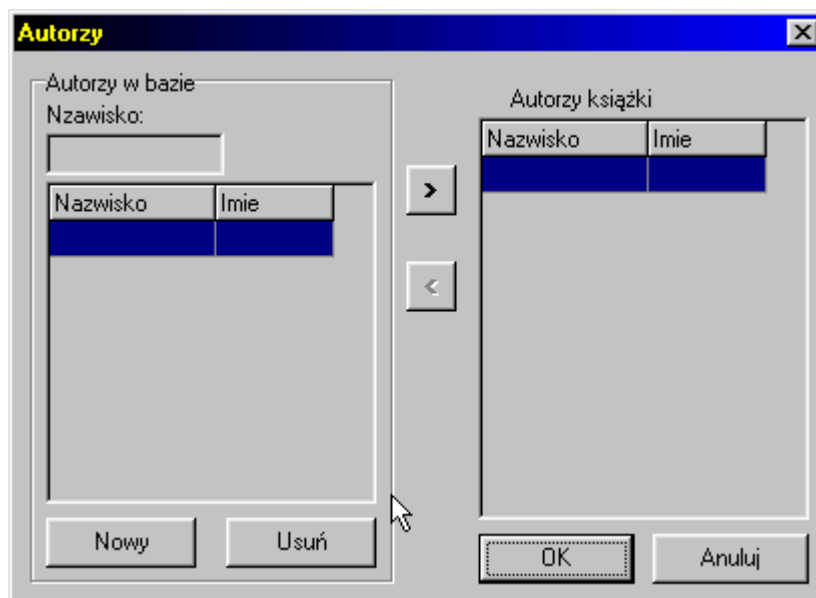 Autorzy
Autorzy w bazie
Nzawisko:
Nazwisko Imie
Nowy Usuń
>
<
Autorzy książki
Nazwisko Imie
OK Anuluj